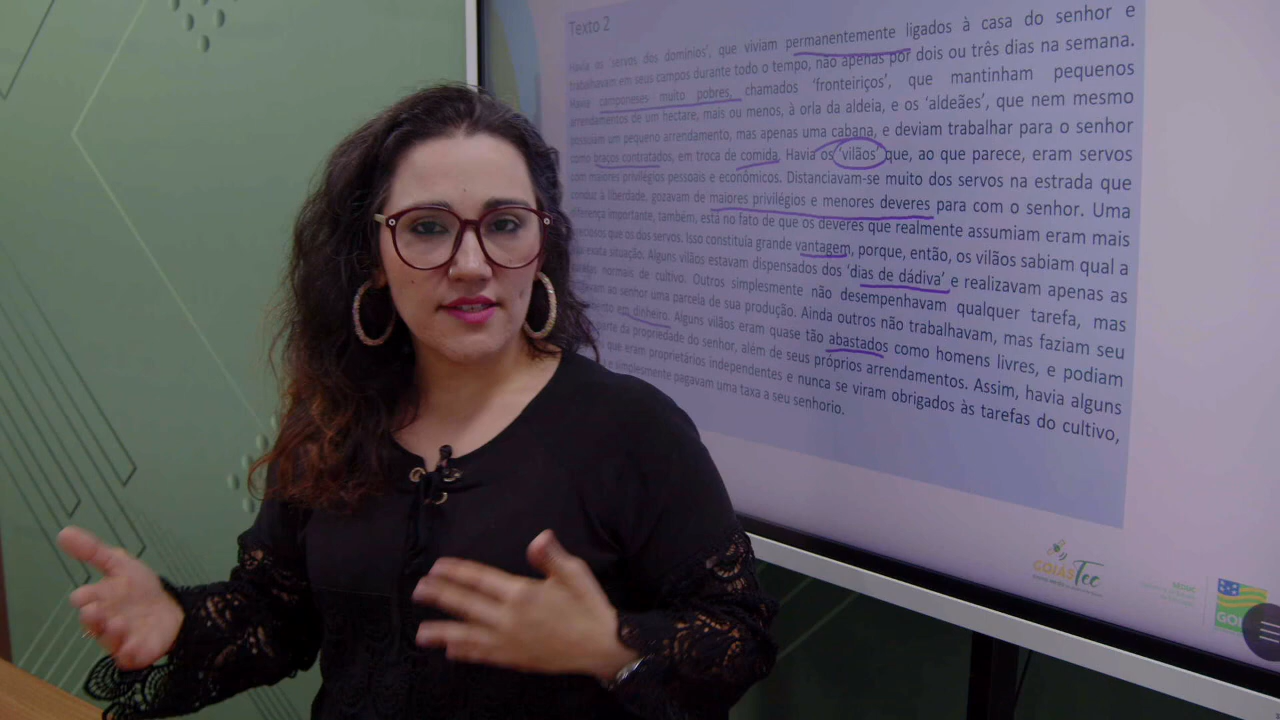 Texto 2
Havia os 'servos dos domínios', que viviam permanentemente ligados à casa do senhor e
trabalhavam em seus campos durante todo o tempo, não apenas por dois ou três dias na semana.
Havia camponeses muito pobres, chamados 'fronteiriços', que mantinham pequenos
arrendamentos de um hectare, mais ou menos, à orla da aldeia, e os 'aldeães', que nem mesmo
possuíam um pequeno arrendamento, mas apenas uma cabana, e deviam trabalhar para o senhor
como braços contratados, em troca de comida. Havia os 'vilãos' que, ao que parece, eram servos
com maiores privilégios pessoais e econômicos. Distanciavam-se muito dos servos na estrada que
conduz à liberdade, gozavam de maiores privilégios e menores deveres para com o senhor. Uma
diferença importante, também, está no fato de que os deveres que realmente assumiam eram mais
que os dos servos. Isso constituía grande vantagem, porque, então, os vilãos sabiam qual a
exata situação. Alguns vilãos estavam dispensados dos 'dias de dádiva' e realizavam apenas as
normais de cultivo. Outros simplesmente não desempenhavam qualquer tarefa, mas
ao senhor uma parcela de sua produção. Ainda outros não trabalhavam, mas faziam seu
em dinheiro. Alguns vilãos eram quase tão abastados como homens livres, e podiam
parte da propriedade do senhor, além de seus próprios arrendamentos. Assim, havia alguns
que eram proprietários independentes e nunca se viram obrigados às tarefas do cultivo,
simplesmente pagavam uma taxa a seu senhorio.
GOIÁS Tec
GOI